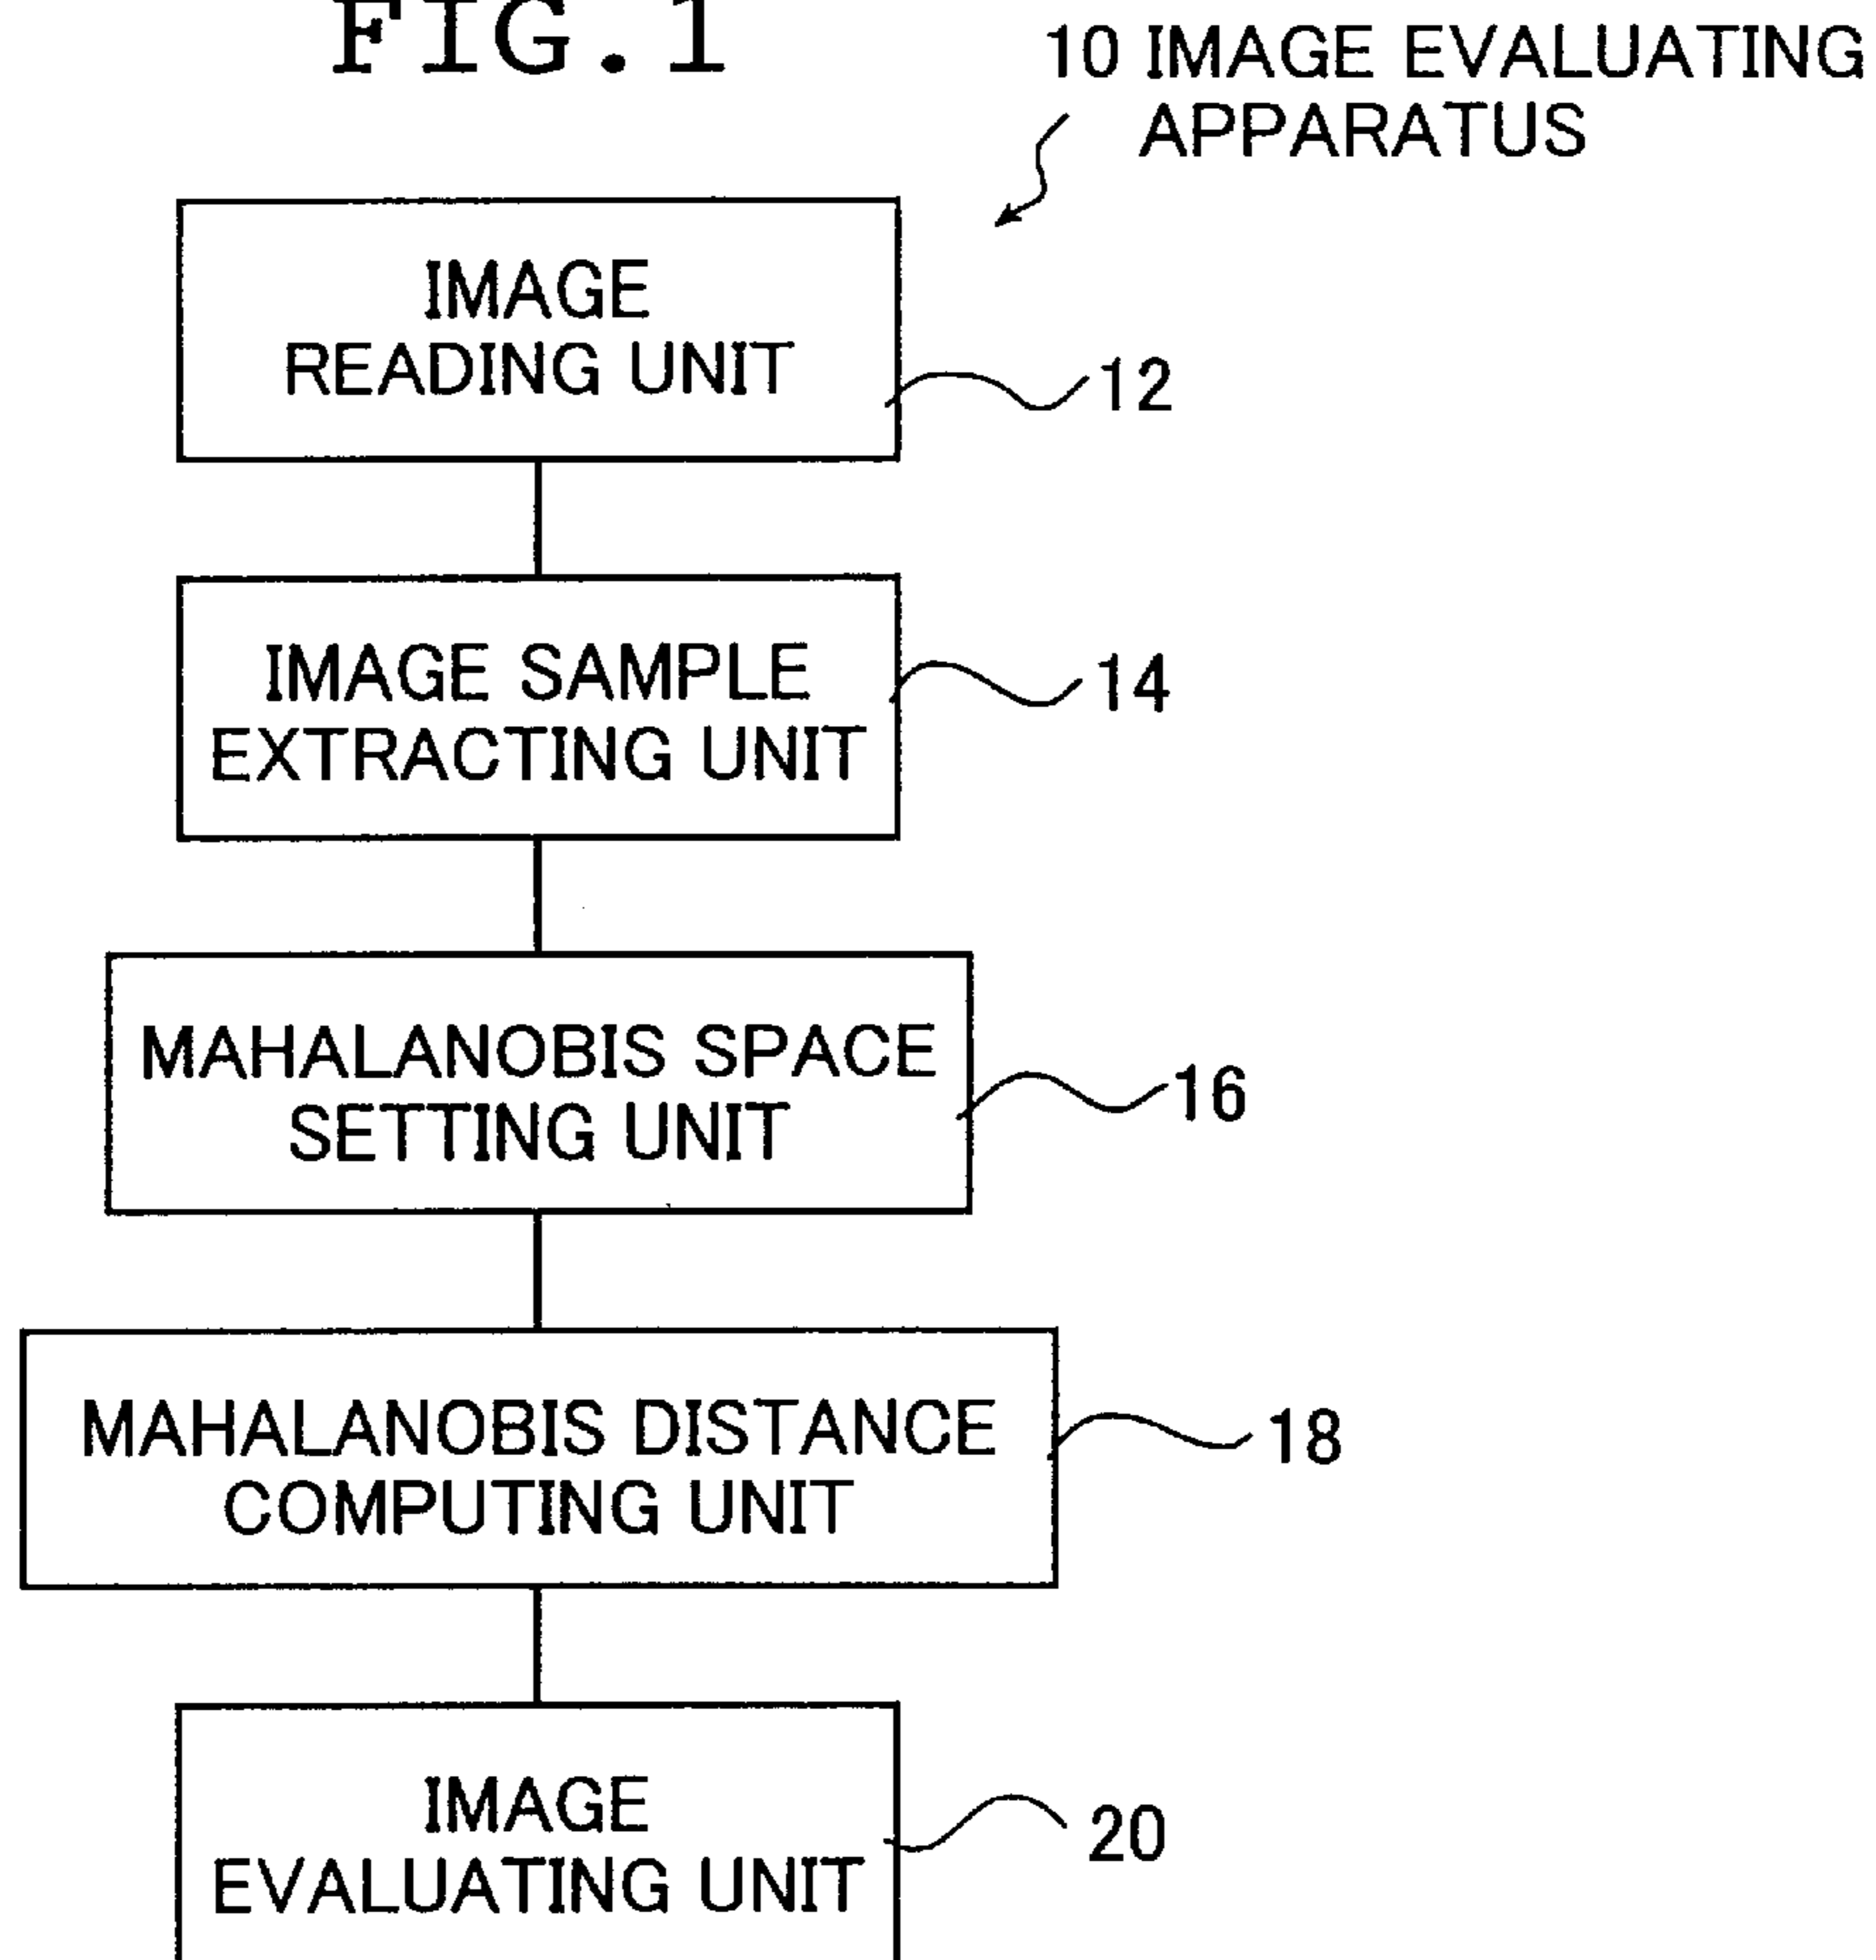 FIG. 1
10 IMAGE EVALUATING
APPARATUS
IMAGE
READING UNIT
12
IMAGE SAMPLE
EXTRACTING UNIT
14
MAHALANOBIS SPACE
SETTING UNIT
16
MAHALANOBIS DISTANCE
COMPUTING UNIT
18
IMAGE
EVALUATING UNIT
20